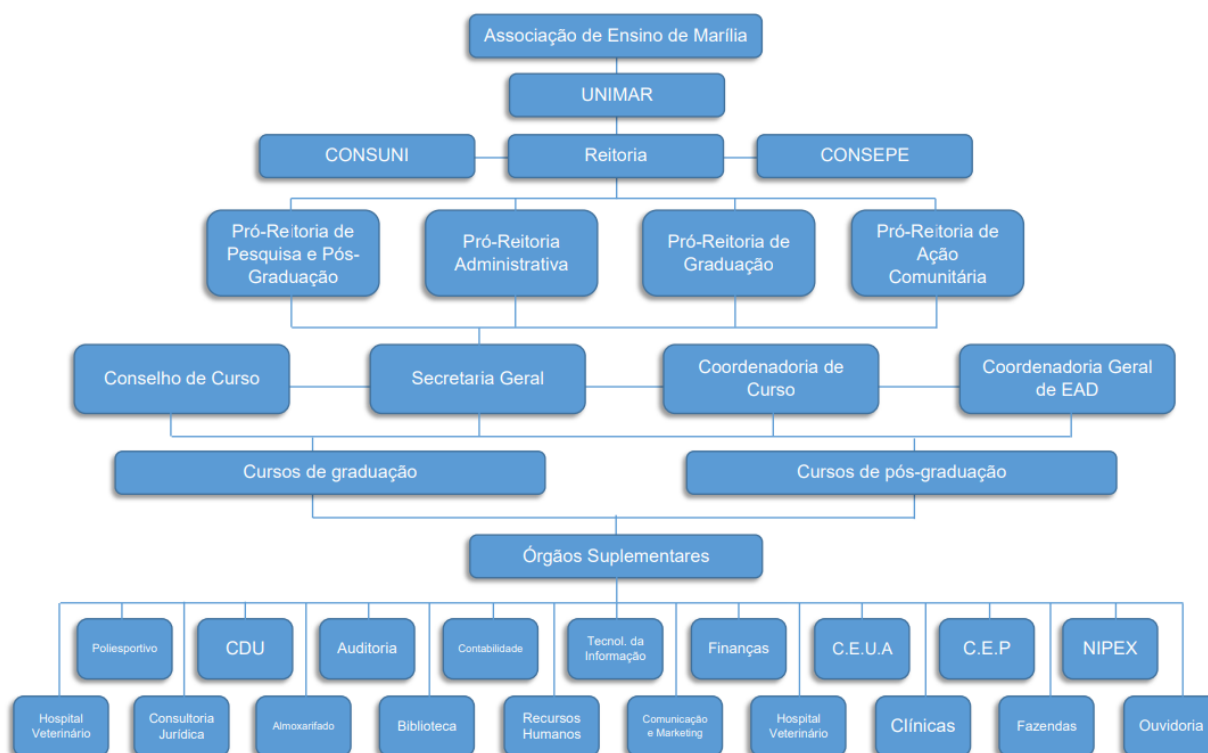 Associação de Ensino de Marília
UNIMAR
CONSUNI
Reitoria
CONSEPE
Pró-Reitoria de
Pesquisa e Pós-
Graduação
Pró-Reitoria
Administrativa
Pró-Reitoria de
Graduação
Pró-Reitoria de
Ação
Comunitária
Conselho de Curso
Secretaria Geral
Coordenadoria de
Curso
Coordenadoria Geral
de EAD
Cursos de graduação
Cursos de pós-graduação
Órgãos Suplementares
Poliesportivo
CDU
Auditoria
Contabilidade
Tecnol. da
Informação
Finanças
C.E.U.A
C.E.P
NIPEX
Hospital
Veterinário
Consultoria
Jurídica
Almoxarifado
Biblioteca
Recursos
Humanos
Comunicação
e Marketing
Hospital
Veterinário
Clínicas
Fazendas
Ouvidoria